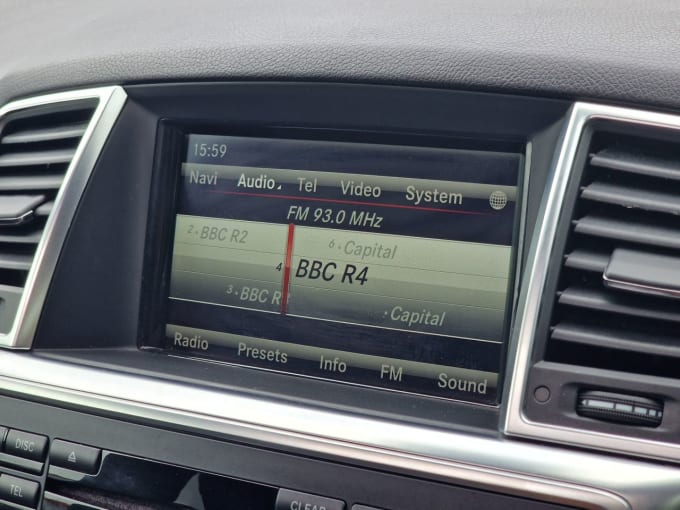 15:59
Navi Audio Tel Video System
FM 93.0 MHz
2 BBC R2 6 Capital
4 BBC R4
3 BBC Capital
Radio Presets Info FM Sound
DISC
TEL CLEAR